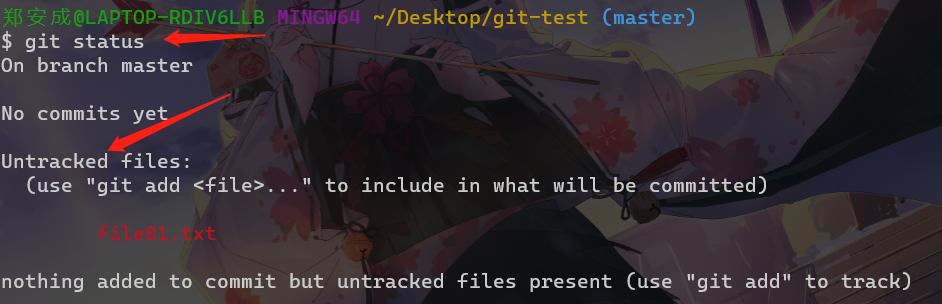 郑安成@LAPTOP-RDIV6LLB MINGW64 ~/Desktop/git-test (master)
$ git status
On branch master
No commits yet
Untracked files:
(use "git add <file>..." to include in what will be committed)
file01.txt
nothing added to commit but untracked files present (use "git add" to track)